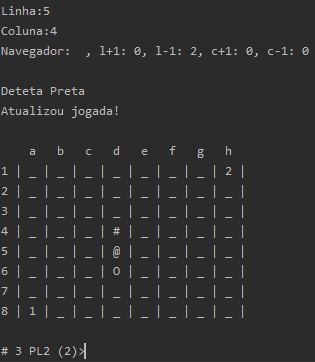 Linha:5
Coluna:4
Navegador:  , l+1: 0, l-1: 2, c+1: 0, c-1: 0
Deteta Preta
Atualizou jogada!
a b c d e f g h
1 | _ | _ | _ | _ | _ | _ | _ | 2 |
2 | _ | _ | _ | _ | _ | _ | _ | _ |
3 | _ | _ | _ | _ | _ | _ | _ | _ |
4 | _ | _ | _ | # | _ | _ | _ | _ |
5 | _ | _ | _ | @ | _ | _ | _ | _ |
6 | _ | _ | _ | O | _ | _ | _ | _ |
7 | _ | _ | _ | _ | _ | _ | _ | _ |
8 | 1 | _ | _ | _ | _ | _ | _ | _ |
# 3 PL2 (2)>